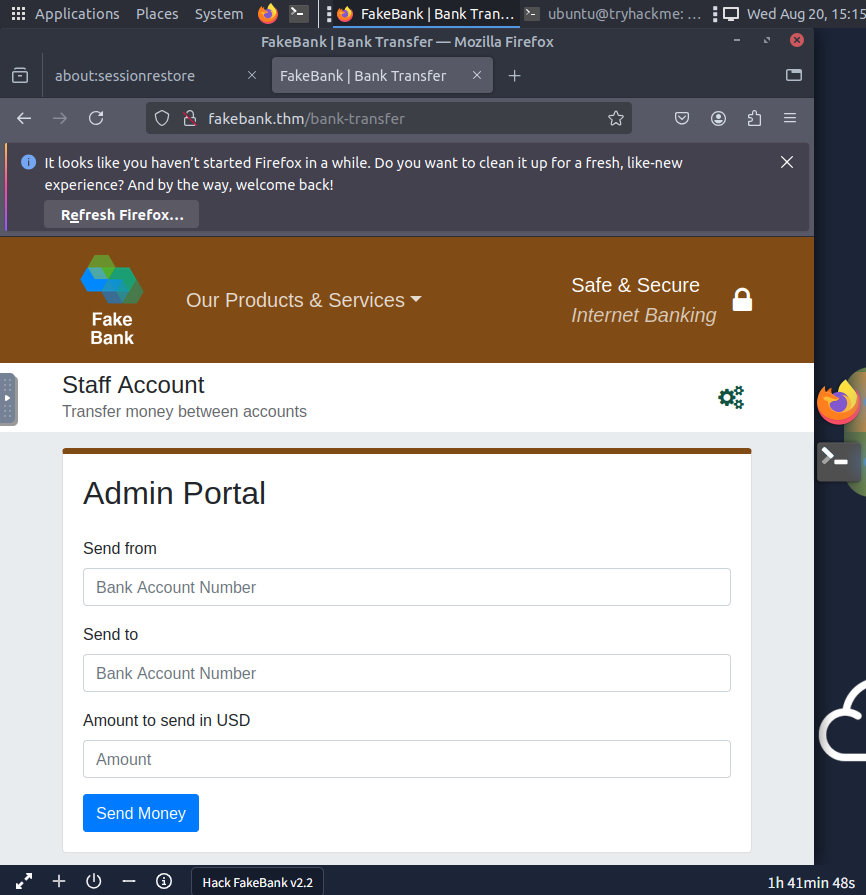 Applications Places System FakeBank | Bank Tran… ubuntu@tryhackme: … Wed Aug 20, 15:15
FakeBank | Bank Transfer — Mozilla Firefox
about:sessionrestore
FakeBank | Bank Transfer
fakebank.thm/bank-transfer
It looks like you haven’t started Firefox in a while. Do you want to clean it up for a fresh, like-new
experience? And by the way, welcome back!
Refresh Firefox…
Fake
Bank
Our Products & Services
Safe & Secure
Internet Banking
Staff Account
Transfer money between accounts
Admin Portal
Send from
Bank Account Number
Send to
Bank Account Number
Amount to send in USD
Amount
Send Money
Hack FakeBank v2.2
1h 41min 48s